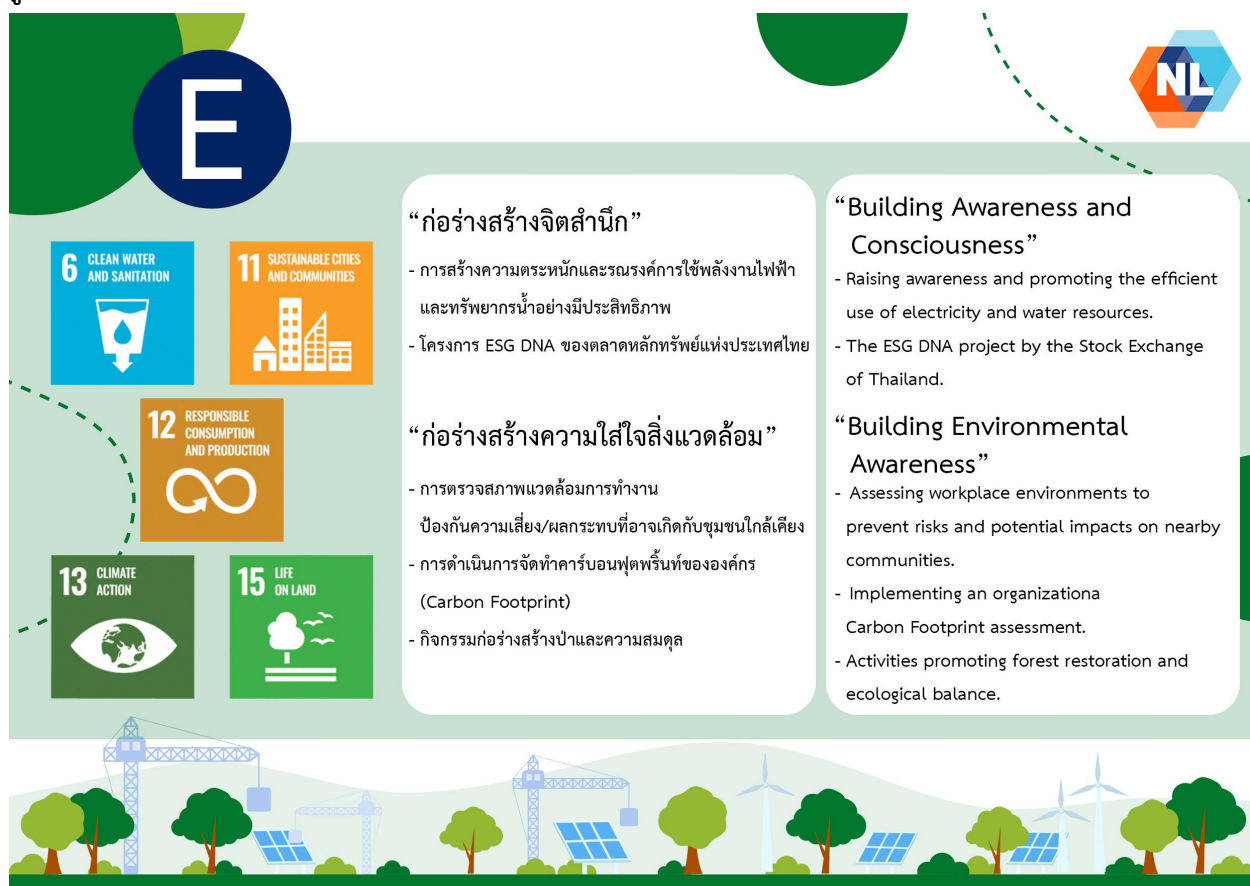 E
NL
6 CLEAN WATER
AND SANITATION
11 SUSTAINABLE CITIES
AND COMMUNITIES
12 RESPONSIBLE
CONSUMPTION
AND PRODUCTION
13 CLIMATE
ACTION
15 LIFE
ON LAND
“ก่อร่างสร้างจิตสำนึก”
- การสร้างความตระหนักและรณรงค์การใช้พลังงานไฟฟ้า
และทรัพยากรน้ำอย่างมีประสิทธิภาพ
- โครงการ ESG DNA ของตลาดหลักทรัพย์แห่งประเทศไทย
“ก่อร่างสร้างความใส่ใจสิ่งแวดล้อม”
- การตรวจสภาพแวดล้อมการทำงาน
ป้องกันความเสี่ยง/ผลกระทบที่อาจเกิดกับชุมชนใกล้เคียง
- การดำเนินการจัดทำคาร์บอนฟุตพริ้นท์ขององค์กร
(Carbon Footprint)
- กิจกรรมก่อร่างสร้างป่าและความสมดุล
“Building Awareness and
Consciousness”
- Raising awareness and promoting the efficient
use of electricity and water resources.
- The ESG DNA project by the Stock Exchange
of Thailand.
“Building Environmental
Awareness”
- Assessing workplace environments to
prevent risks and potential impacts on nearby
communities.
- Implementing an organizationa
Carbon Footprint assessment.
- Activities promoting forest restoration and
ecological balance.